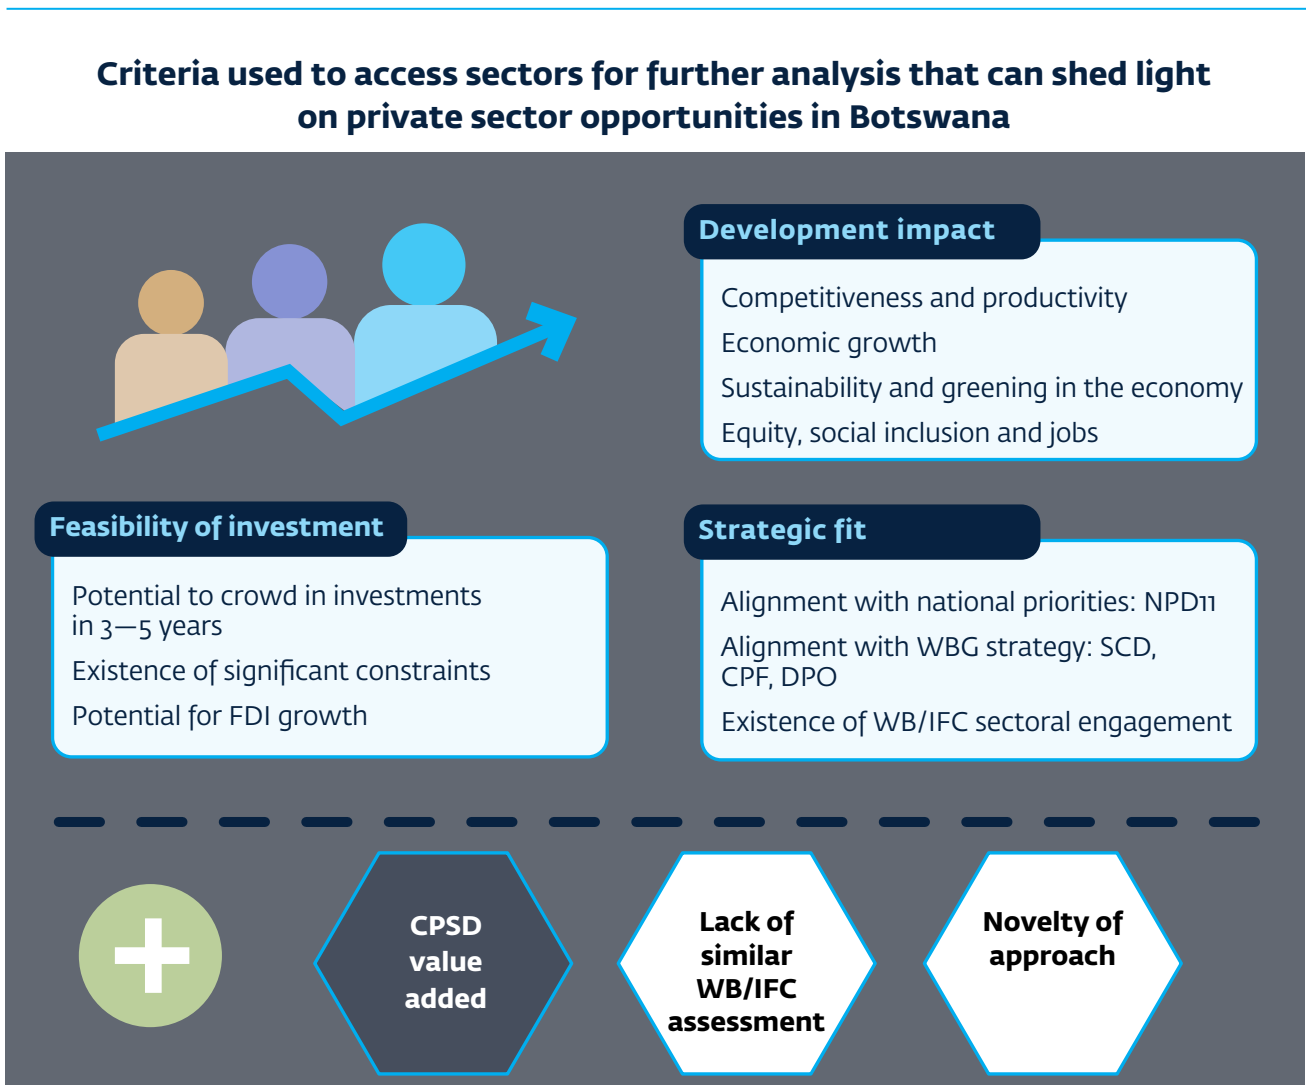 Criteria used to access sectors for further analysis that can shed light
on private sector opportunities in Botswana
Development impact
Competitiveness and productivity
Economic growth
Sustainability and greening in the economy
Equity, social inclusion and jobs
Feasibility of investment
Potential to crowd in investments
in 3—5 years
Existence of significant constraints
Potential for FDI growth
Strategic fit
Alignment with national priorities: NPD11
Alignment with WBG strategy: SCD,
CPF, DPO
Existence of WB/IFC sectoral engagement
CPSD
value
added
Lack of
similar
WB/IFC
assessment
Novelty of
approach